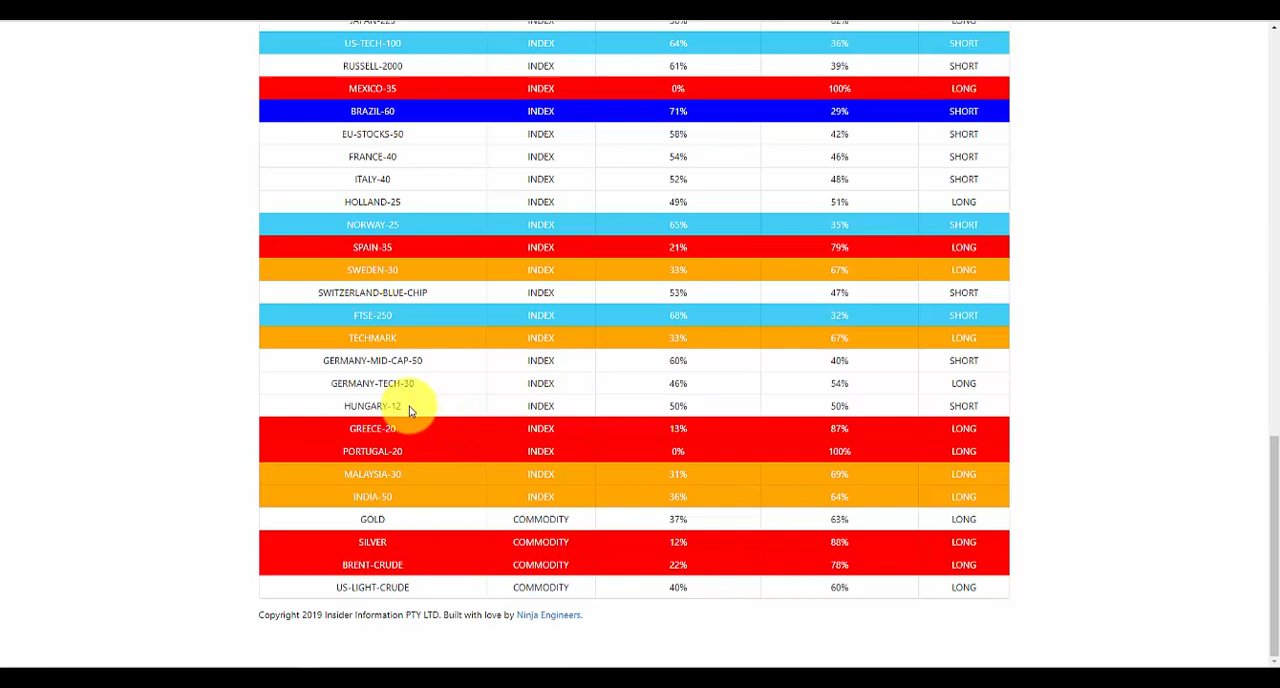 US-TECH-100 INDEX 64% 36% SHORT
RUSSELL-2000 INDEX 61% 39% SHORT
MEXICO-35 INDEX 0% 100% LONG
BRAZIL-60 INDEX 71% 29% SHORT
EU-STOCKS-50 INDEX 58% 42% SHORT
FRANCE-40 INDEX 54% 46% SHORT
ITALY-40 INDEX 52% 48% SHORT
HOLLAND-25 INDEX 49% 51% LONG
NORWAY-25 INDEX 65% 35% SHORT
SPAIN-35 INDEX 21% 79% LONG
SWEDEN-30 INDEX 33% 67% LONG
SWITZERLAND-BLUE-CHIP INDEX 53% 47% SHORT
FTSE-250 INDEX 68% 32% SHORT
TECHMARK INDEX 33% 67% LONG
GERMANY-MID-CAP-50 INDEX 60% 40% SHORT
GERMANY-TECH-30 INDEX 46% 54% LONG
HUNGARY-12 INDEX 50% 50% SHORT
GREECE-20 INDEX 13% 87% LONG
PORTUGAL-20 INDEX 0% 100% LONG
MALAYSIA-30 INDEX 31% 69% LONG
INDIA-50 INDEX 36% 64% LONG
GOLD COMMODITY 37% 63% LONG
SILVER COMMODITY 12% 88% LONG
BRENT-CRUDE COMMODITY 22% 78% LONG
US-LIGHT-CRUDE COMMODITY 40% 60% LONG
Copyright 2019 Insider Information PTY LTD. Built with love by Ninja Engineers.